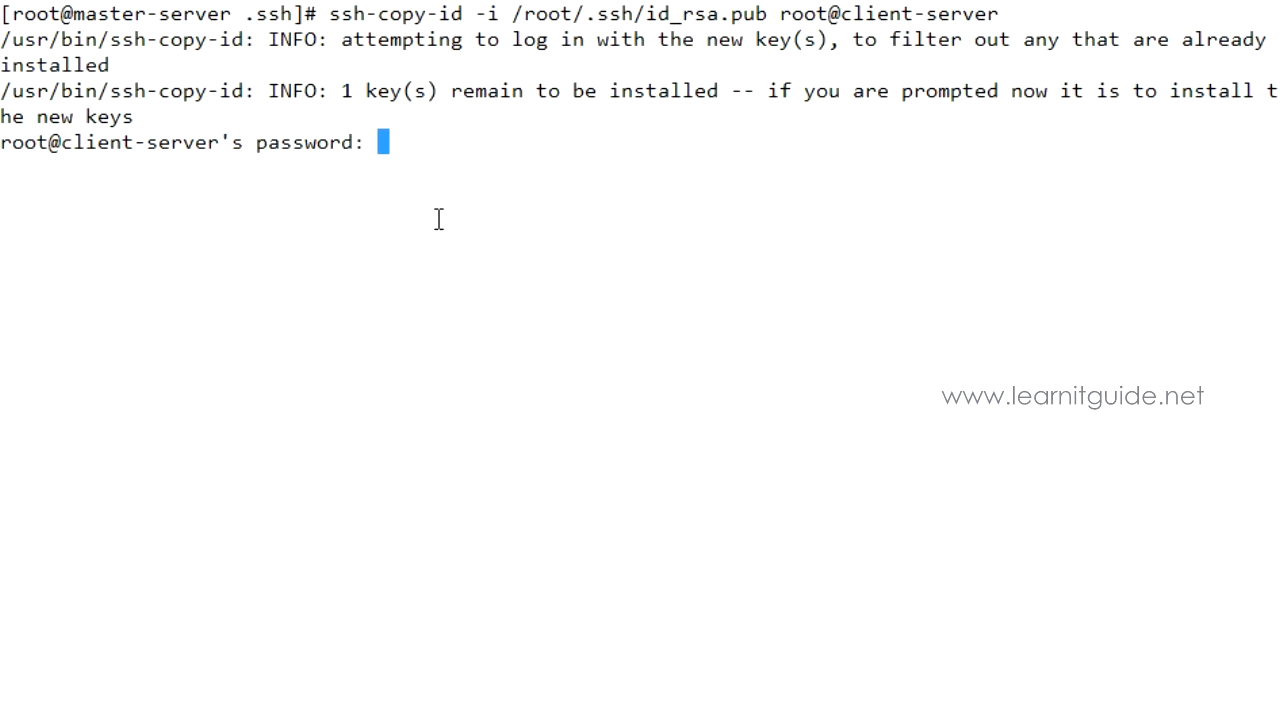 [root@master-server .ssh]# ssh-copy-id -i /root/.ssh/id_rsa.pub root@client-server
/usr/bin/ssh-copy-id: INFO: attempting to log in with the new key(s), to filter out any that are already
installed
/usr/bin/ssh-copy-id: INFO: 1 key(s) remain to be installed -- if you are prompted now it is to install t
he new keys
root@client-server's password:
www.learnitguide.net